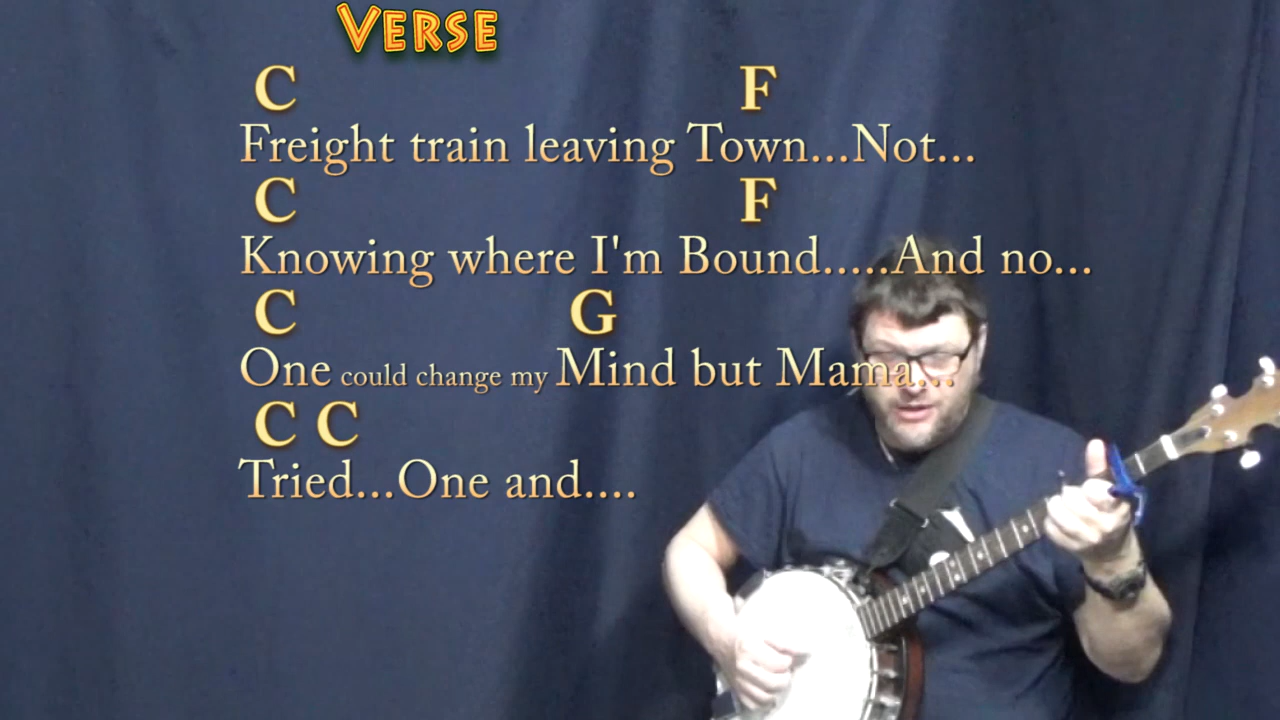 VERSE
C F
Freight train leaving Town...Not...
C F
Knowing where I'm Bound.....And no...
C G
One could change my Mind but Mama...
C C
Tried...One and....